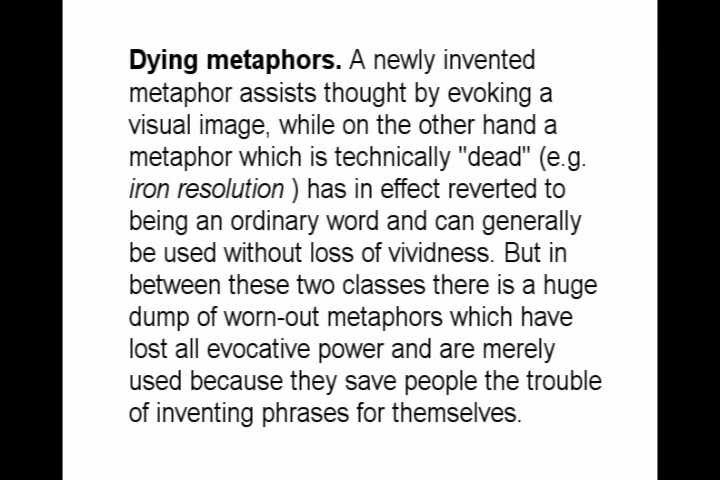 Dying metaphors. A newly invented
metaphor assists thought by evoking a
visual image, while on the other hand a
metaphor which is technically "dead" (e.g.
iron resolution ) has in effect reverted to
being an ordinary word and can generally
be used without loss of vividness. But in
between these two classes there is a huge
dump of worn-out metaphors which have
lost all evocative power and are merely
used because they save people the trouble
of inventing phrases for themselves.